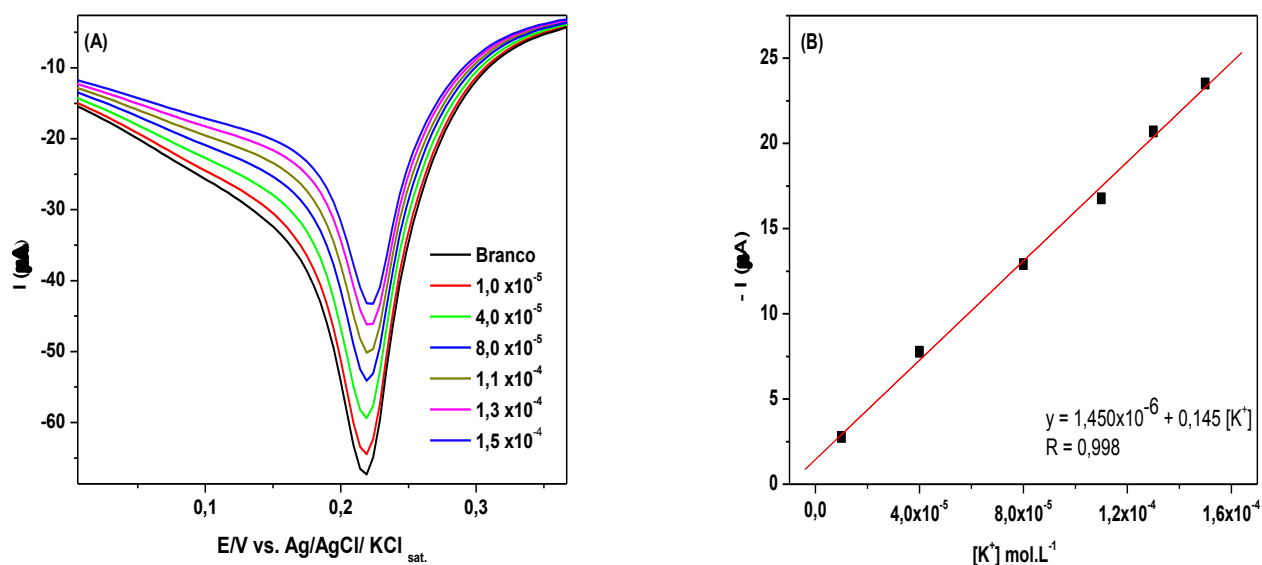 (A)
-10
-20
-30
-40
-50
-60
I (
Branco
1,0 x10-5
4,0 x10-5
8,0 x10-5
1,1 x10-4
1,3 x10-4
1,5 x10-4
0,1 0,2 0,3
E/V vs. Ag/AgCl/ KCl sat.
(B)
25
20
15
10
5
0
- I (
y = 1,450x10-6 + 0,145 [K+]
R = 0,998
0,0 4,0x10-5 8,0x10-5 1,2x10-4 1,6x10-4
[K+] mol.L-1